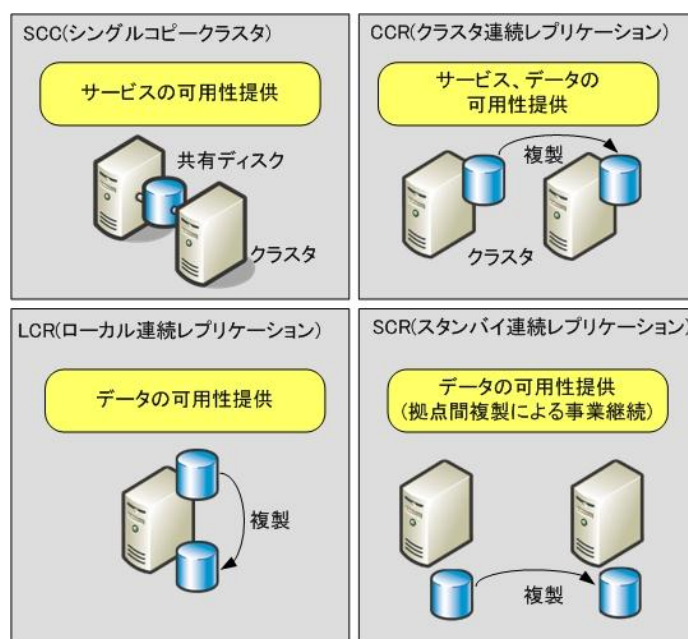 SCC(シングルコピークラスタ)
サービスの可用性提供
共有ディスク
クラスタ
CCR(クラスタ連続レプリケーション)
サービス、データの
可用性提供
複製
クラスタ
LCR(ローカル連続レプリケーション)
データの可用性提供
複製
SCR(スタンバイ連続レプリケーション)
データの可用性提供
(拠点間複製による事業継続)
複製